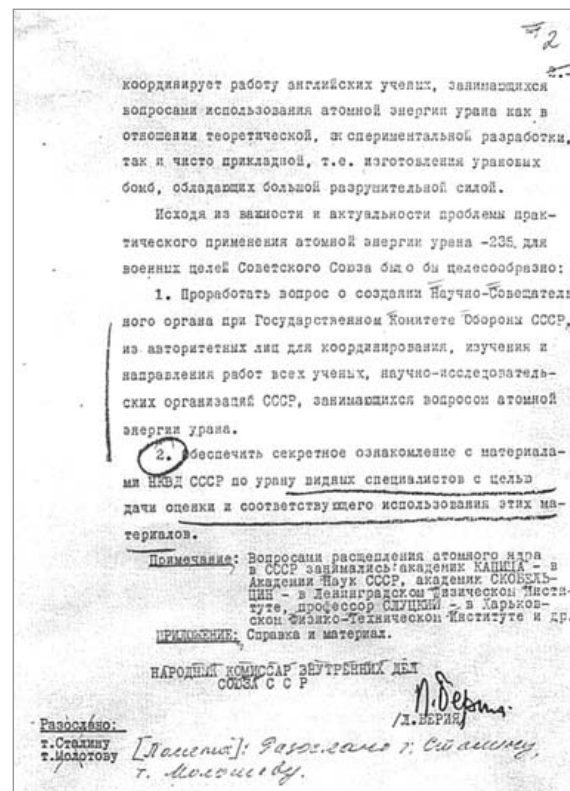 2
2.-
координирует работу английских ученых, занимающихся
вопросами использования атомной энергии урана как в
отношении теоретической, экспериментальной разработки,
так и чисто прикладной, т.е. изготовления урановых
бомб, обладающих большой разрушительной силой.
Исходя из важности и актуальности проблемы прак-
тического применения атомной энергии урана -235 для
военных целей Советского Союза было бы целесообразно:
1. Проработать вопрос о создании Научно-Совещатель
ного органа при Государственном Комитете Обороны СССР,
из авторитетных лиц для координирования, изучения и
направления работ всех ученых, научно-исследователь-
ских организаций СССР, занимающихся вопросом атомной
энергии урана.
2. Обеспечить секретное ознакомление с материала-
ми НКВД СССР по урану видных специалистов с целью
дачи оценки и соответствующего использования этих ма-
териалов.
Примечание: Вопросами расщепления атомного ядра
в СССР занимались: академик КАПИЦА - в
Академии Наук СССР, академик СКОБЕЛЬ-
ЦИН - в Ленинградском Физическом Инсти-
туте, профессор СЛУЦКИЙ - в Харьков-
ском Физико-Техническом Институте и др.
ПРИЛОЖЕНИЕ: Справка и материал.
НАРОДНЫЙ КОМИССАР ВНУТРЕННИХ ДЕЛ
СОЮЗА С С Р
Л. Берия.
/Л.БЕРИЯ/
Разослано:
т.Сталину
т.Молотову
[Пометы]: Разослано т. Сталину,
т. Молотову.